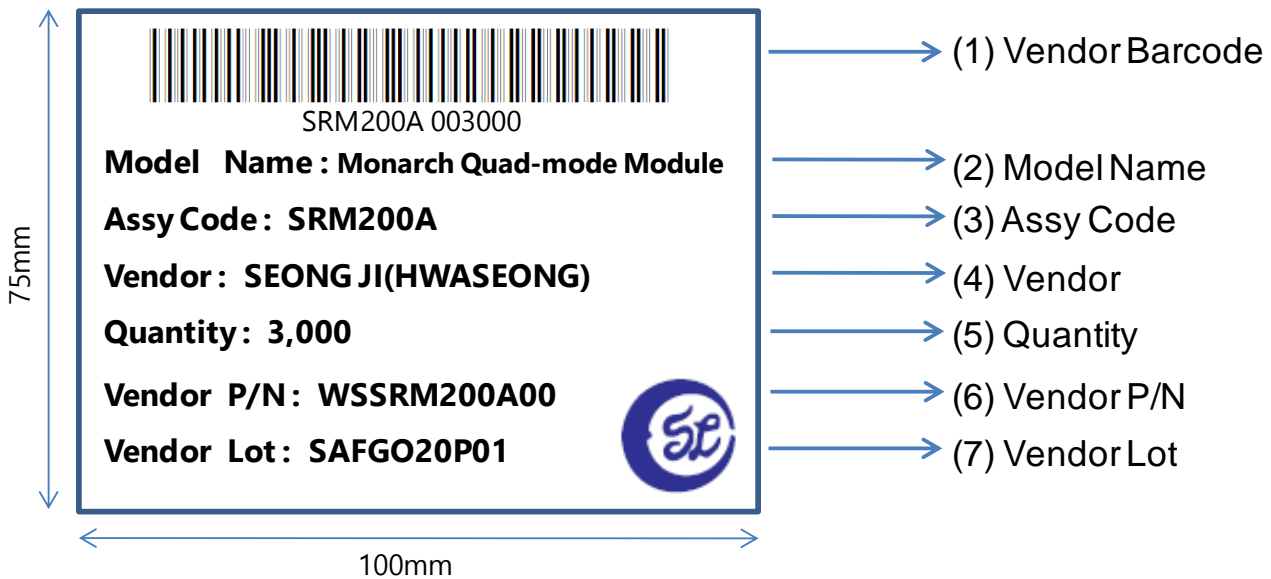 SRM200A 003000
Model Name : Monarch Quad-mode Module
Assy Code : SRM200A
Vendor : SEONG JI(HWASEONG)
Quantity : 3,000
Vendor P/N : WSSRM200A00
Vendor Lot : SAFGO20P01
SL
75mm
100mm
(1) Vendor Barcode
(2) Model Name
(3) Assy Code
(4) Vendor
(5) Quantity
(6) Vendor P/N
(7) Vendor Lot